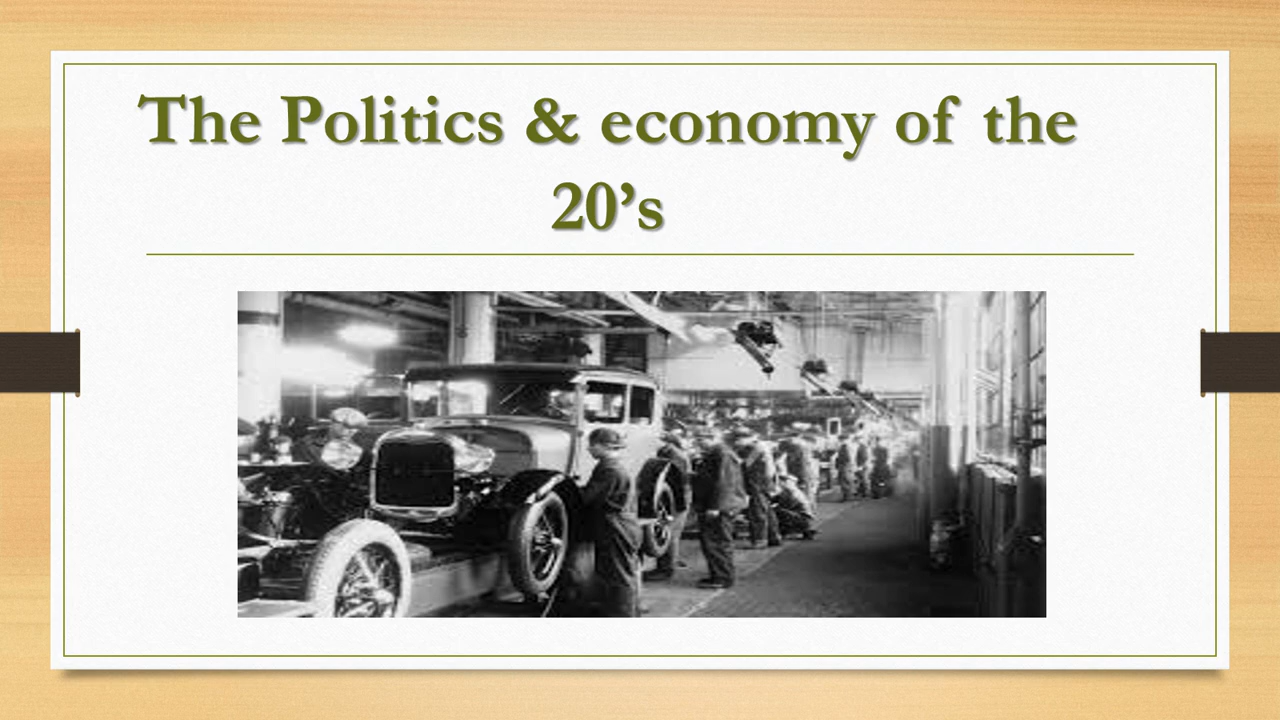 The Politics & economy of the
20’s